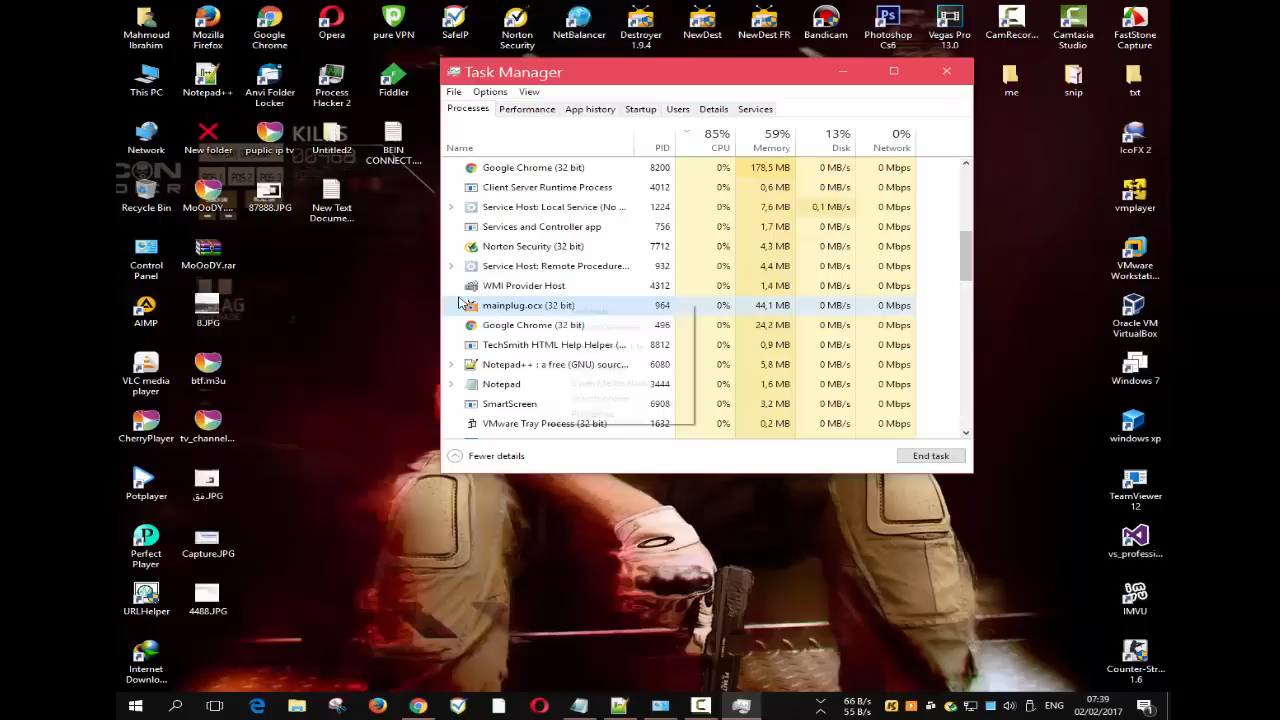 Mahmoud Ibrahim
Mozilla Firefox
Google Chrome
Opera
pure VPN
SafeIP
Norton Security
NetBalancer
Destroyer 1.9.4
NewDest
NewDest FR
Bandicam
Photoshop Cs6
Vegas Pro 13.0
CamRecor...
Camtasia Studio
FastStone Capture
This PC
Notepad++
Anvi Folder Locker
Process Hacker 2
Fiddler
me
snip
txt
Network
New folder
puplic ip tv
Untitled2
BEIN CONNECT....
IcoFX 2
Recycle Bin
MoOoDY....
87888.JPG
New Text Docume...
vmplayer
Control Panel
MoOoDY.rar
VMware Workstati...
AIMP
8.JPG
Oracle VM VirtualBox
VLC media player
btf.m3u
Windows 7
CherryPlayer
tv_channel...
windows xp
Potplayer
فق.JPG
TeamViewer 12
Perfect Player
CaptureJPG
vs_professi...
URLHelper
4488.JPG
IMVU
Internet Downlo...
Counter-Str... 1.6
Task Manager
File Options View
Processes Performance App history Startup Users Details Services
85% 59% 13% 0%
Name PID CPU Memory Disk Network
Google Chrome (32 bit) 8200 0% 178,5 MB 0 MB/s 0 Mbps
Client Server Runtime Process 4012 0% 0,6 MB 0 MB/s 0 Mbps
Service Host: Local Service (No ... 1224 0% 7,6 MB 0,1 MB/s 0 Mbps
Services and Controller app 756 0% 1,7 MB 0 MB/s 0 Mbps
Norton Security (32 bit) 7712 0% 4,3 MB 0 MB/s 0 Mbps
Service Host: Remote Procedure... 932 0% 4,4 MB 0 MB/s 0 Mbps
WMI Provider Host 4312 0% 1,4 MB 0 MB/s 0 Mbps
mainplug.ocx (32 bit) 964 0% 44,1 MB 0 MB/s 0 Mbps
Google Chrome (32 bit) 496 0% 24,2 MB 0 MB/s 0 Mbps
TechSmith HTML Help Helper (... 8812 0% 0,9 MB 0 MB/s 0 Mbps
Notepad++ : a free (GNU) sourc... 6080 0% 5,8 MB 0 MB/s 0 Mbps
Notepad 3444 0% 1,6 MB 0 MB/s 0 Mbps
SmartScreen 6908 0% 3,2 MB 0 MB/s 0 Mbps
VMware Tray Process (32 bit) 1632 0% 0,2 MB 0 MB/s 0 Mbps
Fewer details End task
66 B/s
55 B/s
ENG
07:39
02/02/2017